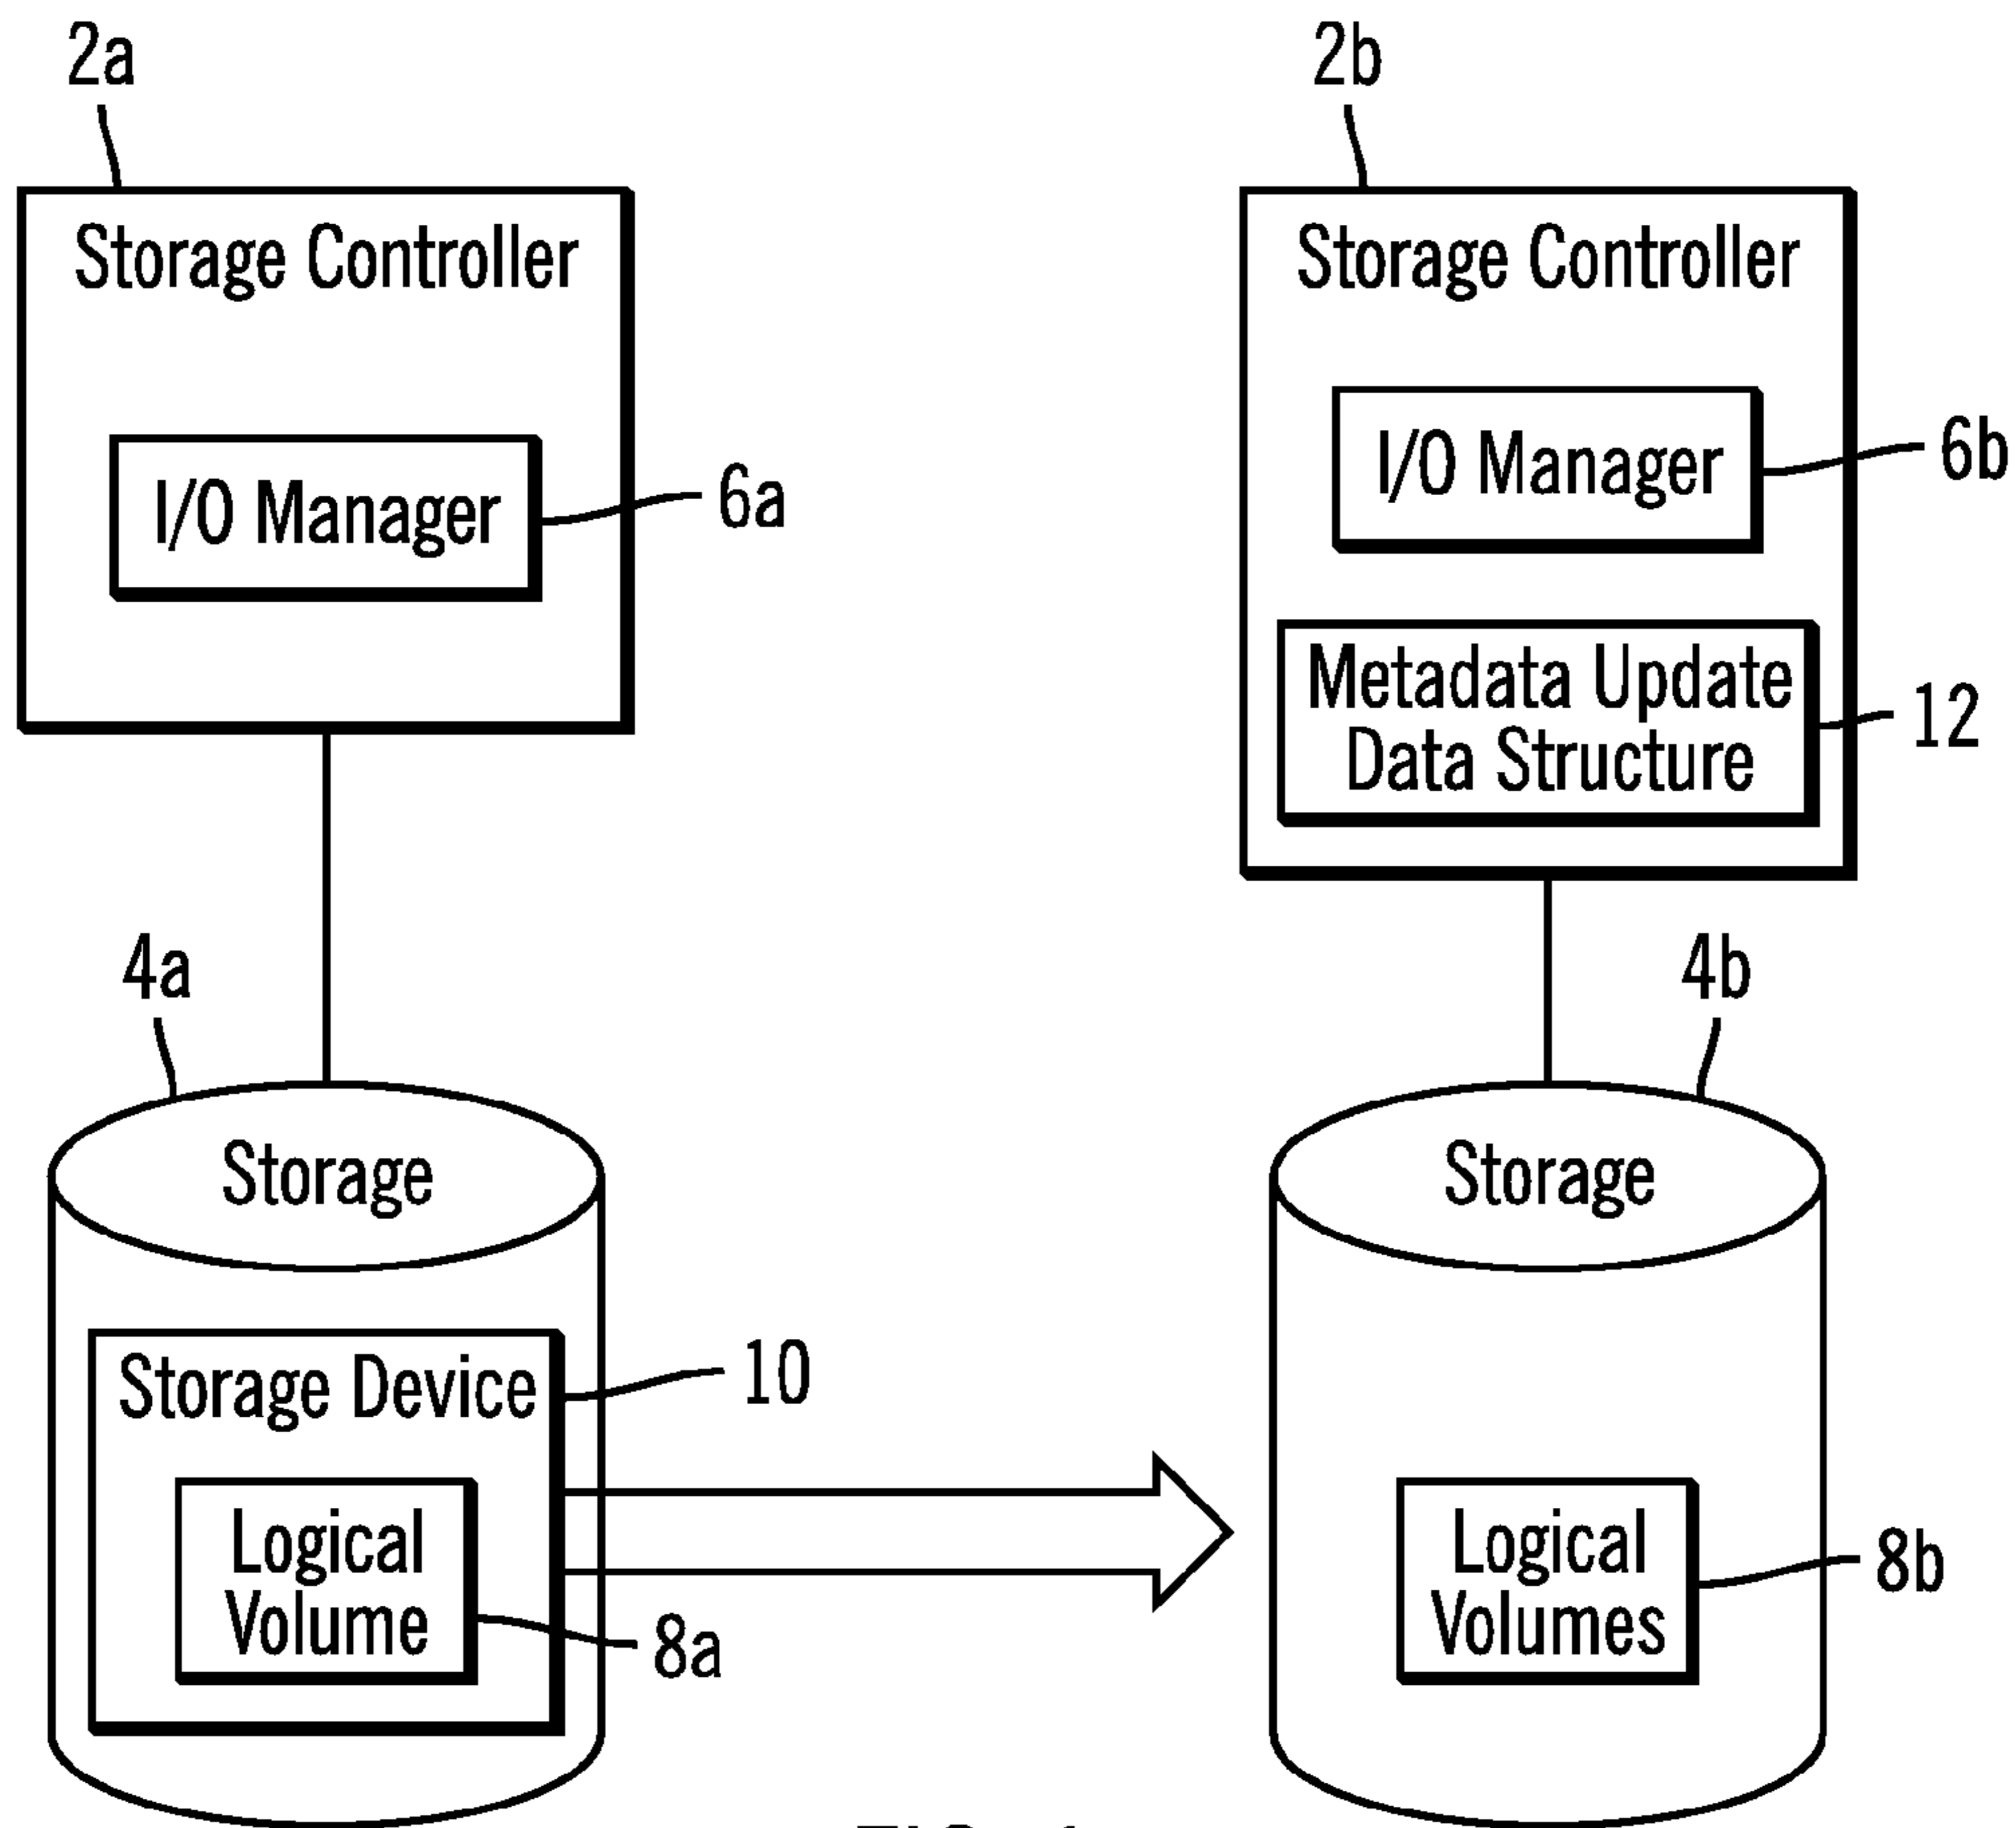 2a
2b
Storage Controller
Storage Controller
I/O Manager
6a
I/O Manager
6b
Metadata Update
Data Structure
12
4a
4b
Storage
Storage
Storage Device
10
Logical
Volume
8a
Logical
Volumes
8b